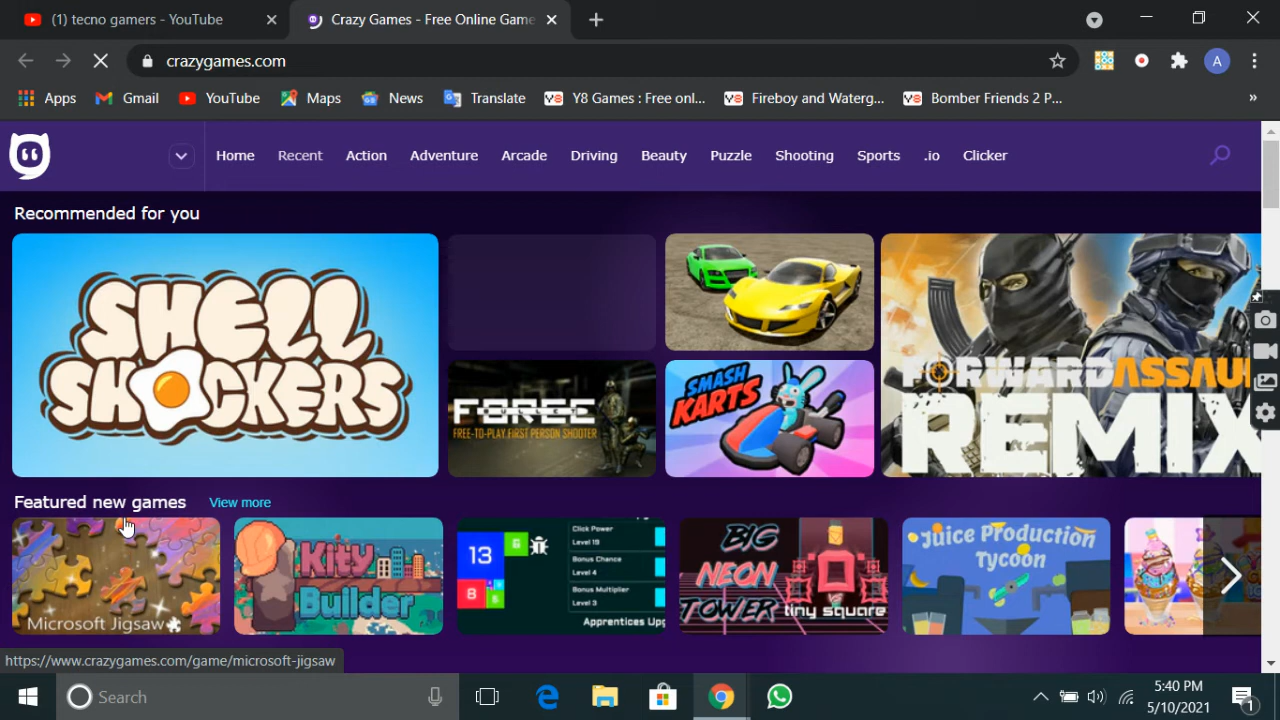 (1) tecno gamers - YouTube
Crazy Games - Free Online Game
crazygames.com
A
Apps
Gmail
YouTube
Maps
News
Translate
Y8 Games : Free onl...
Fireboy and Waterg...
Bomber Friends 2 P...
»
Home
Recent
Action
Adventure
Arcade
Driving
Beauty
Puzzle
Shooting
Sports
.io
Clicker
Recommended for you
SHELL
SHOCKERS
FREE-TO-PLAY FIRST PERSON SHOOTER
SMASH
KARTS
FORWARD ASSAU
REMIX
Featured new games
View more
Microsoft Jigsaw
Kity
Builder
13
6
8
Click Power
Level 19
Bonus Chance
Level 4
Bonus Multiplier
Level 3
Apprentices Upg
BIG
NEON
TOWER
tiny square
Juice Production
Tycoon
https://www.crazygames.com/game/microsoft-jigsaw
Search
5:40 PM
5/10/2021
1